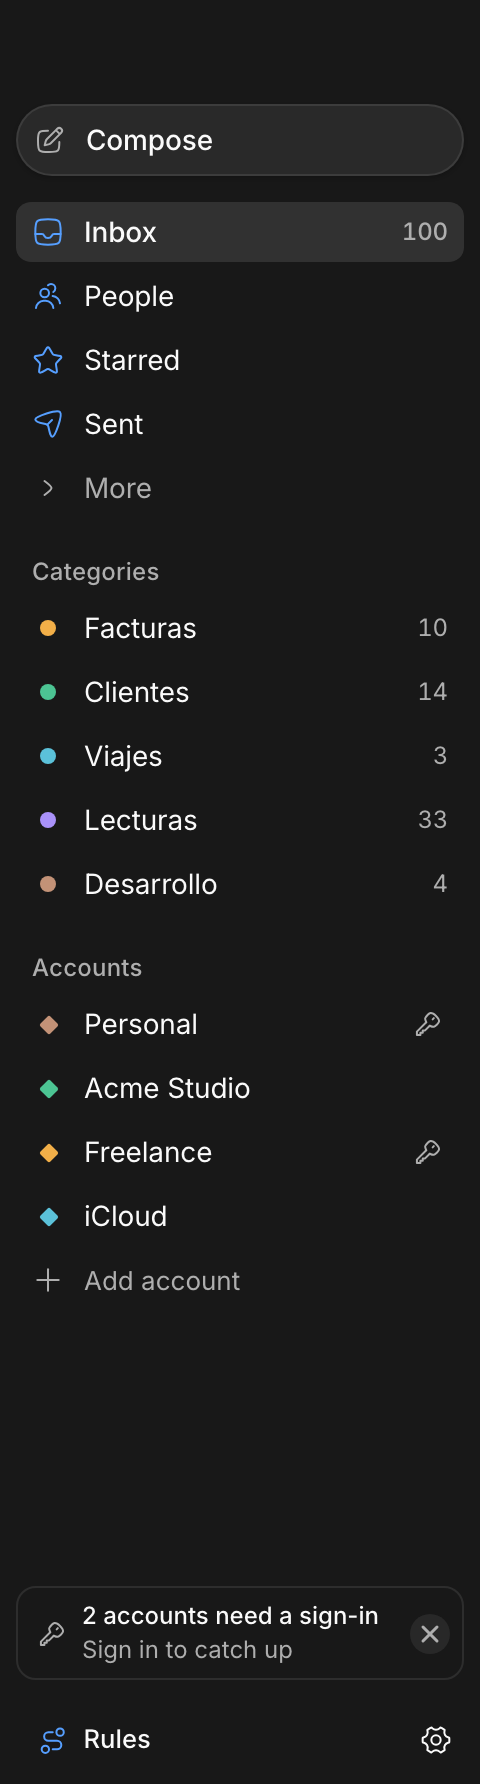 Compose
Inbox 100
People
Starred
Sent
More
Categories
Facturas 10
Clientes 14
Viajes 3
Lecturas 33
Desarrollo 4
Accounts
Personal
Acme Studio
Freelance
iCloud
Add account
2 accounts need a sign-in
Sign in to catch up
Rules